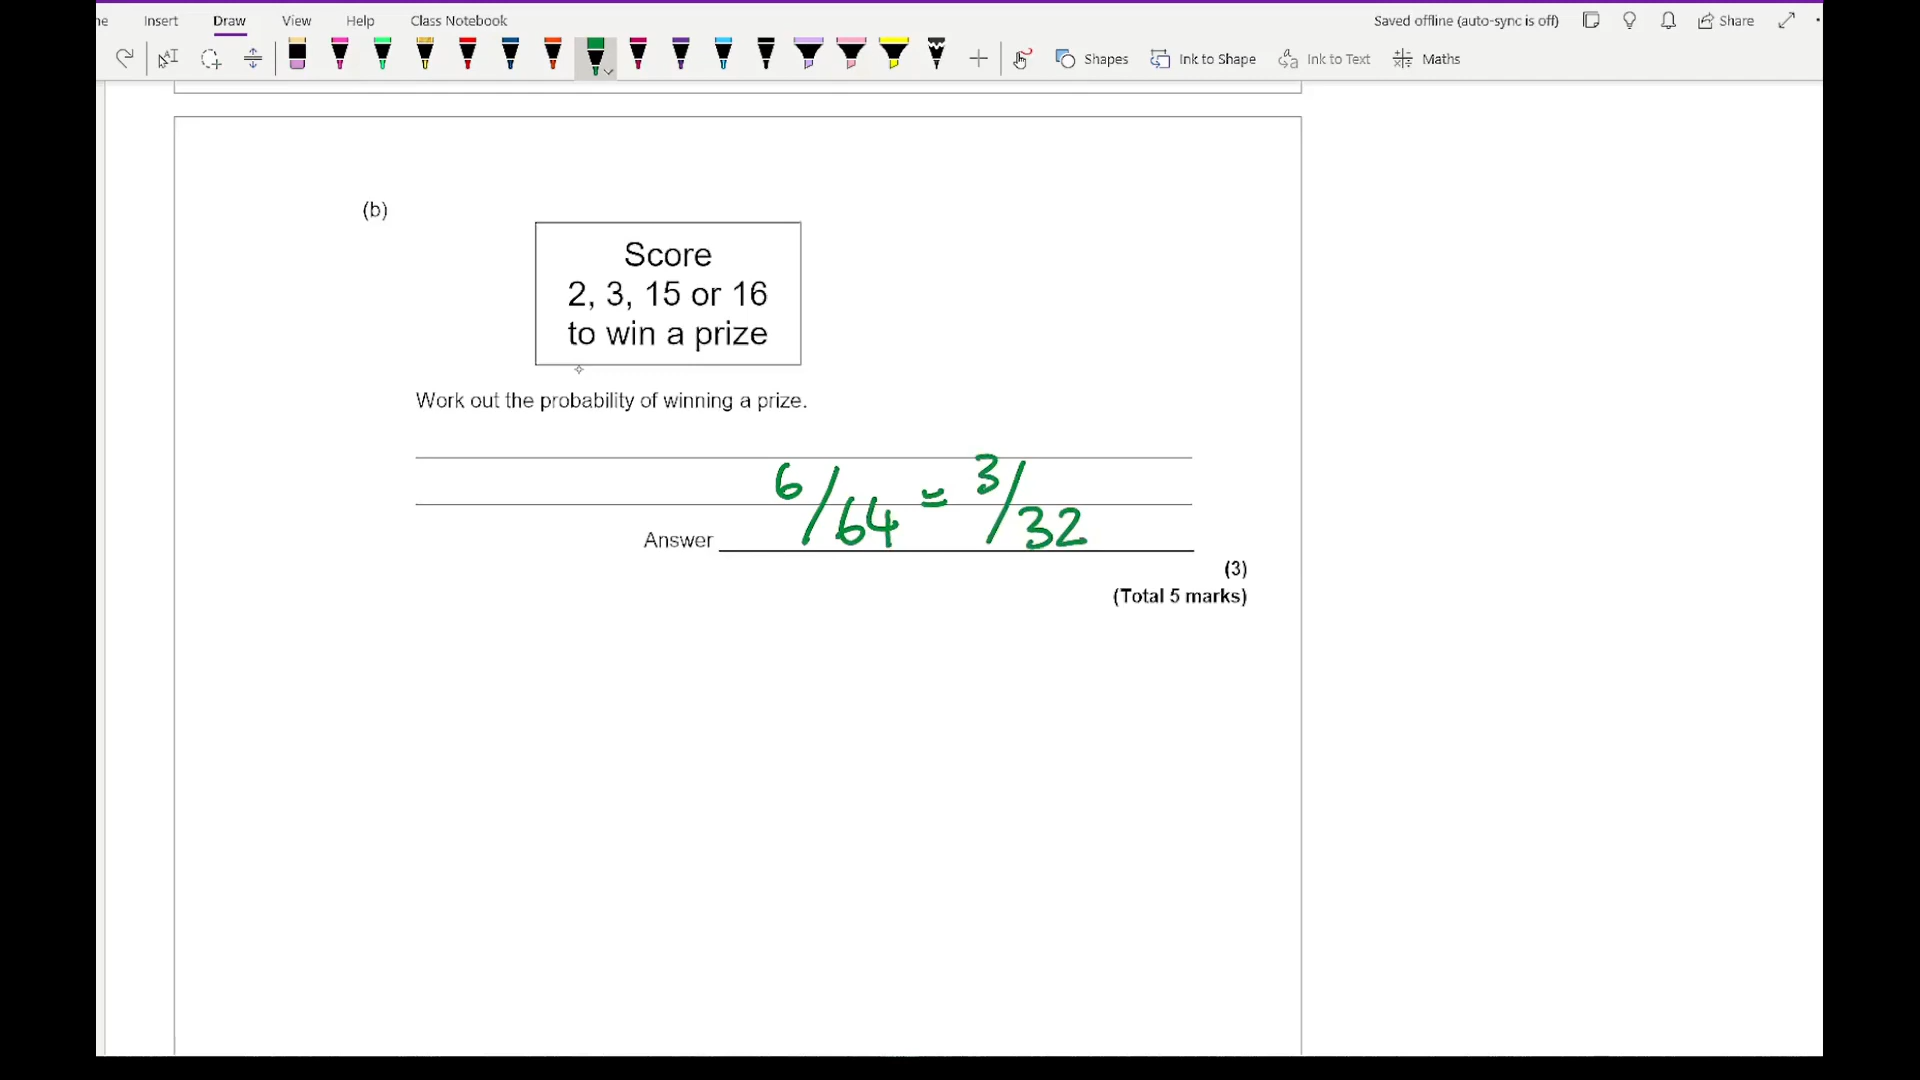 ne Insert Draw View Help Class Notebook Saved offline (auto-sync is off) Share
Shapes Ink to Shape Ink to Text Maths
(b)
Score
2, 3, 15 or 16
to win a prize
Work out the probability of winning a prize.
6/64 = 3/32
Answer
(3)
(Total 5 marks)